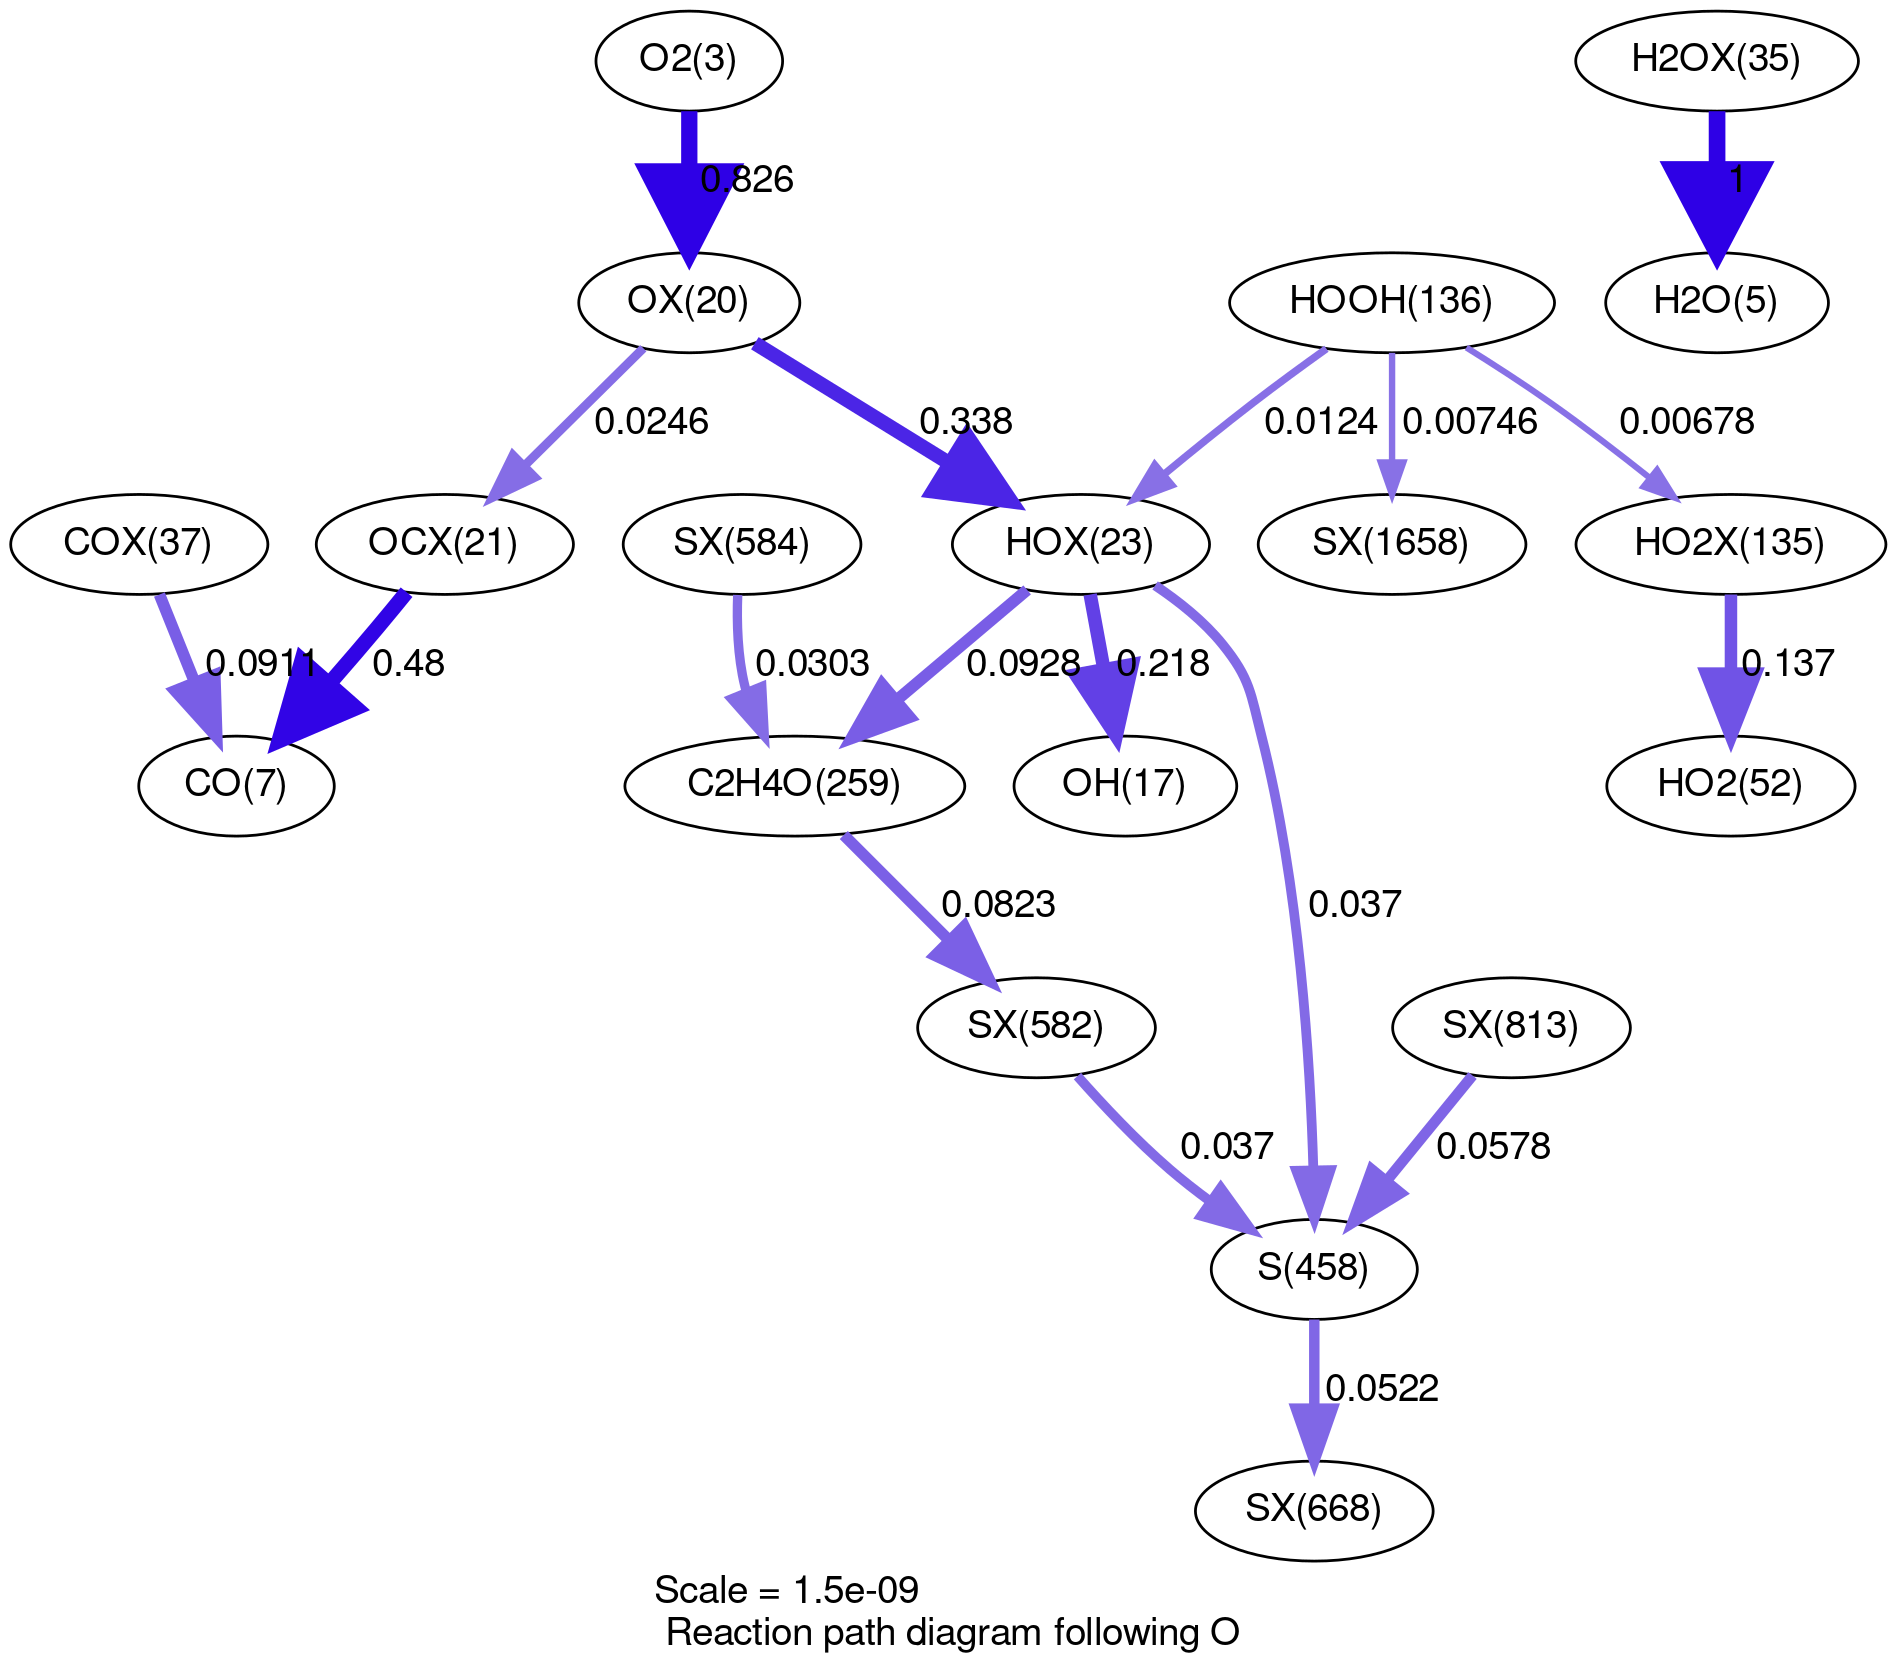 O2(3)
H2OX(35)
0.826
1
OX(20)
HOOH(136)
H2O(5)
0.0246
0.338
0.0124
0.00746
0.00678
COX(37)
OCX(21)
SX(584)
HOX(23)
SX(1658)
HO2X(135)
0.0911
0.48
0.0303
0.0928
0.218
0.137
CO(7)
C2H4O(259)
OH(17)
HO2(52)
0.0823
0.037
SX(582)
SX(813)
0.037
0.0578
S(458)
0.0522
SX(668)
Scale = 1.5e-09
Reaction path diagram following O